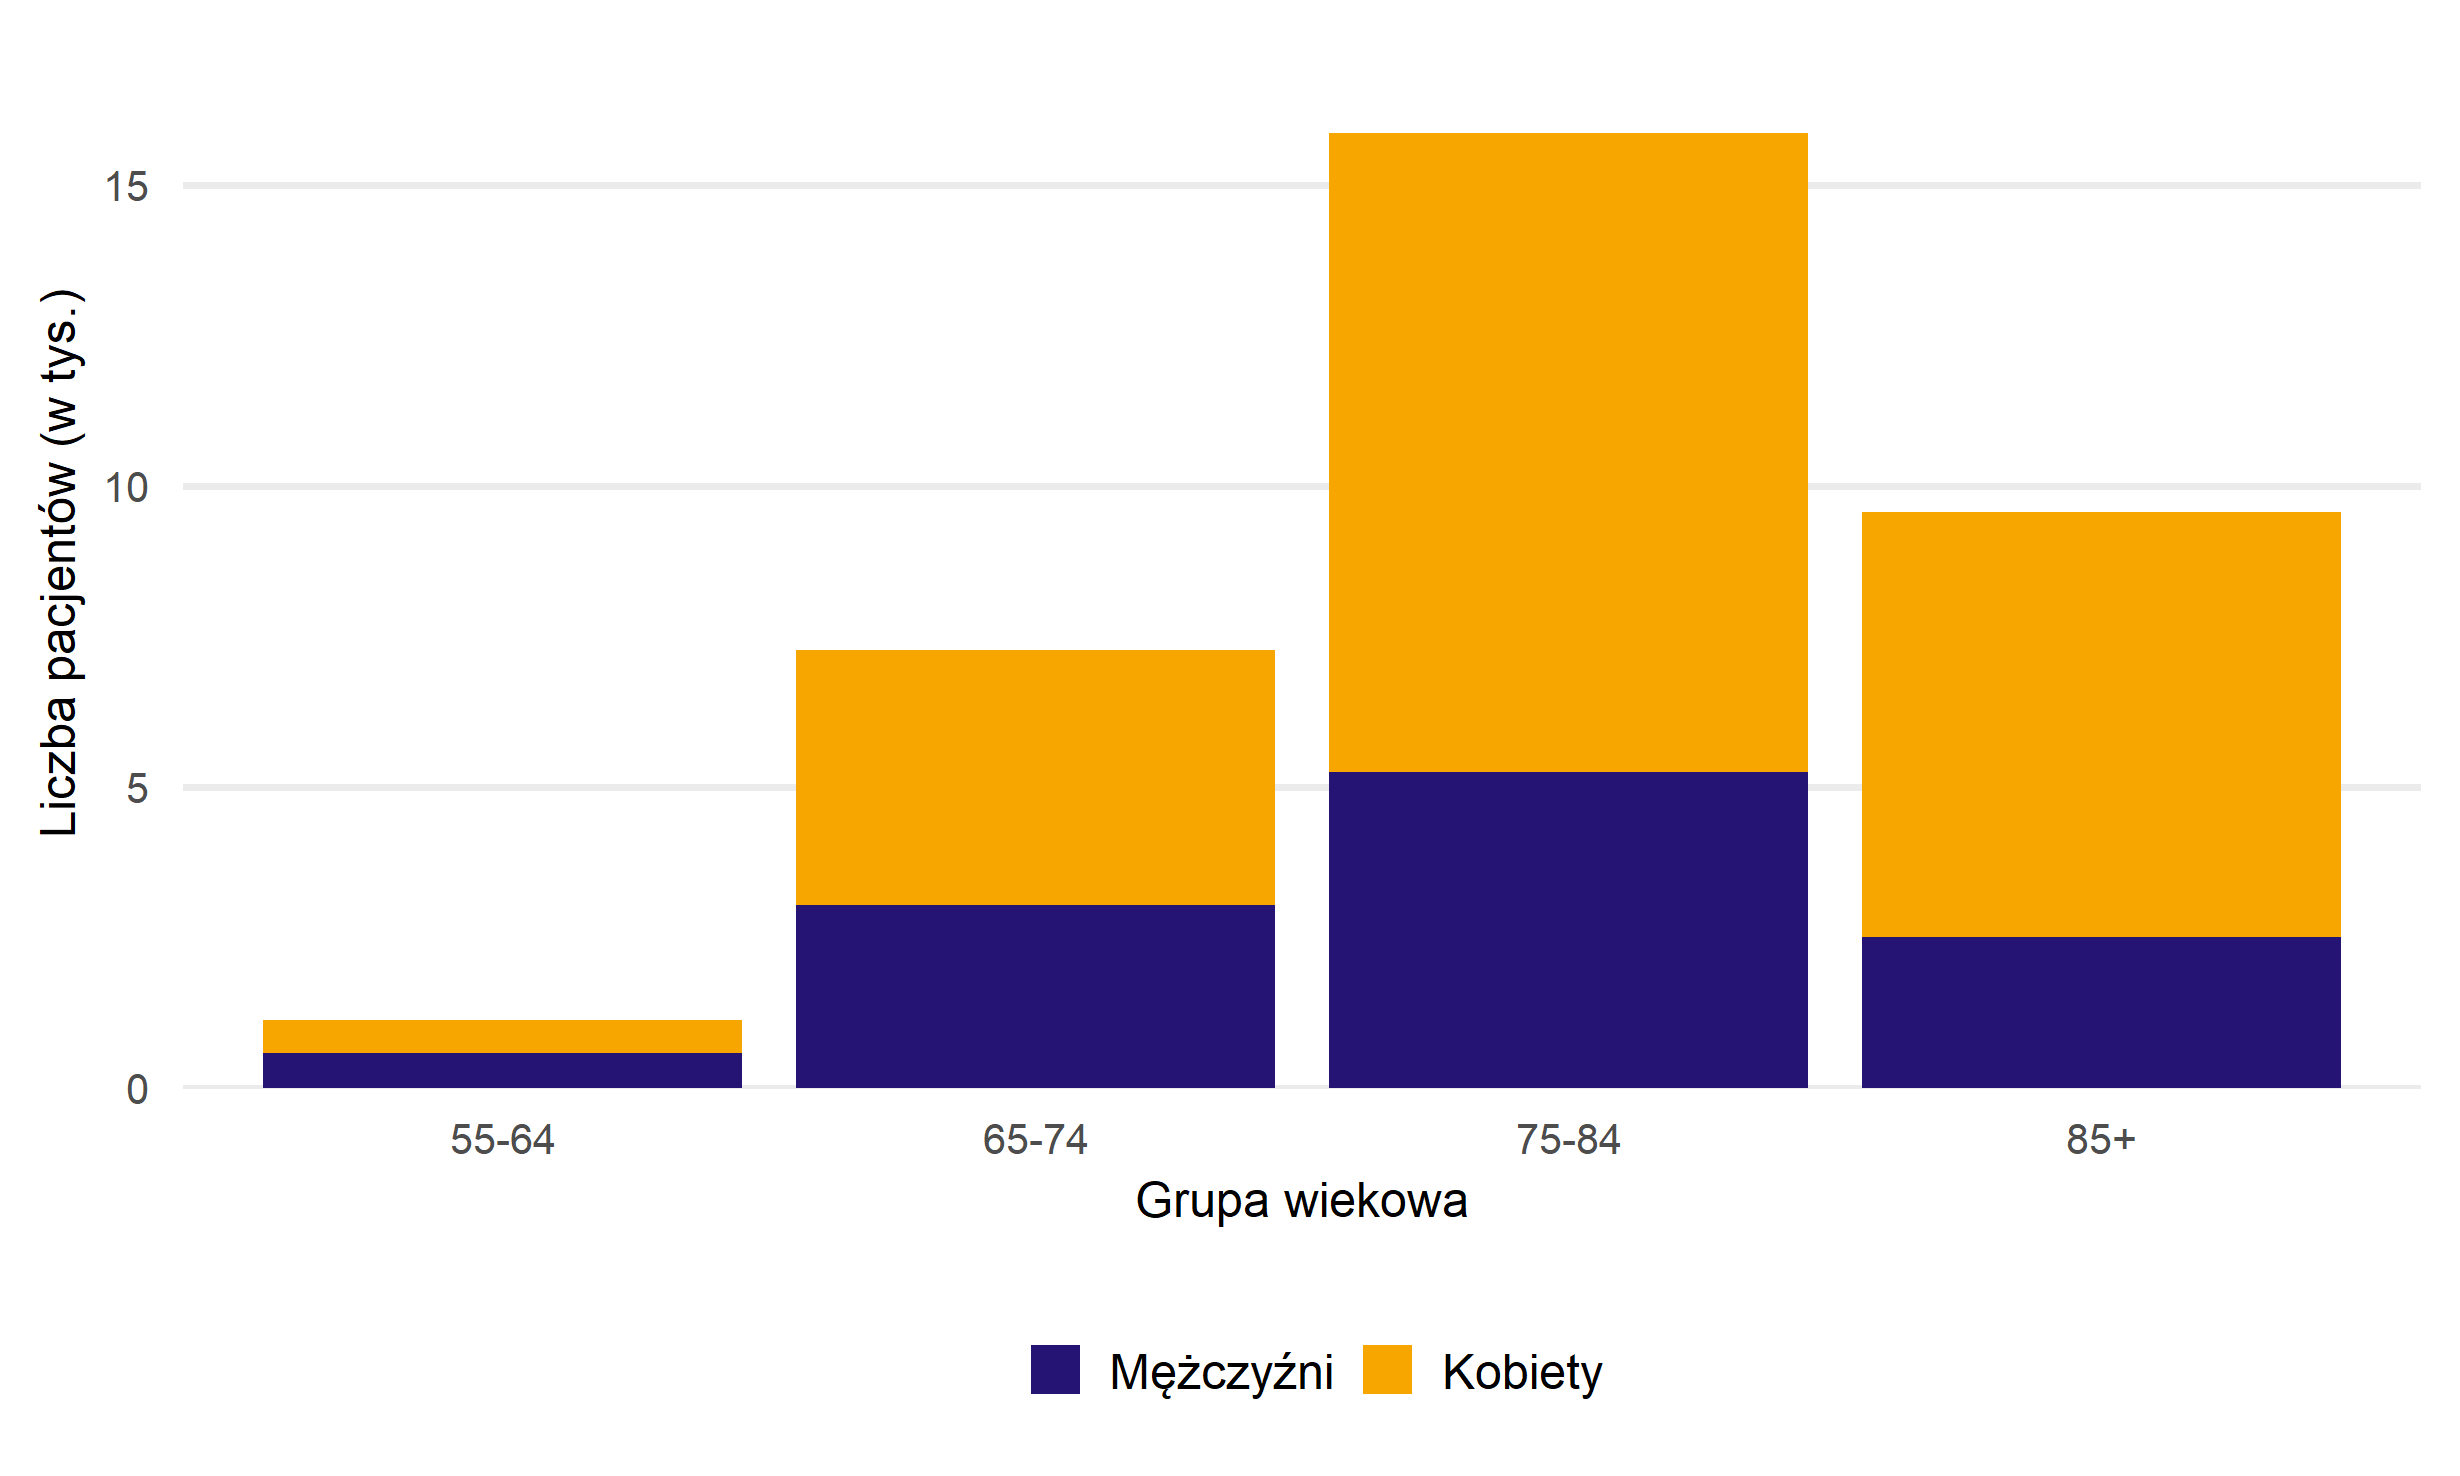 Liczba pacjentów (w tys.)
15
10
5
0
55-64
65-74
75-84
85+
Grupa wiekowa
Mężczyźni
Kobiety